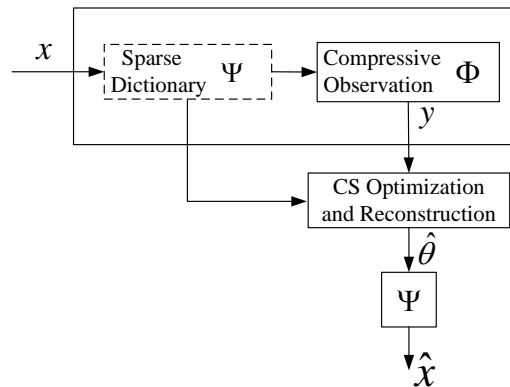 x
Sparse
Dictionary Ψ
Compressive
Observation Φ
y
CS Optimization
and Reconstruction
θ̂
Ψ
x̂